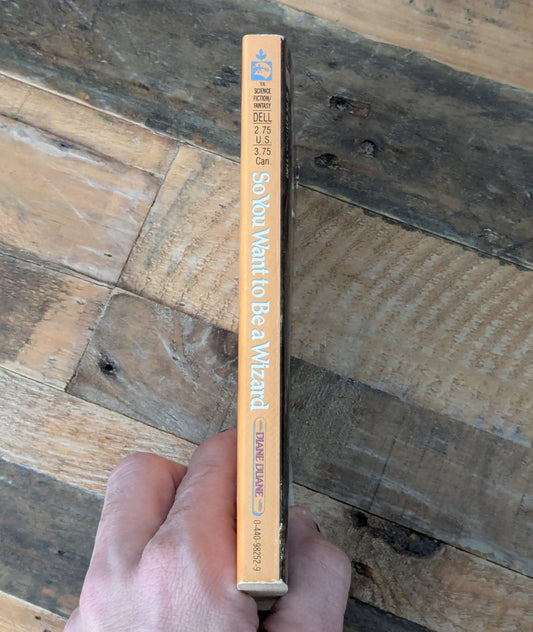 YA
SCIENCE
FICTION/
FANTASY
DELL
2.75
U.S.
3.75
Can.
So You Want to Be a Wizard
DIANE DUANE
0-440-98252-9